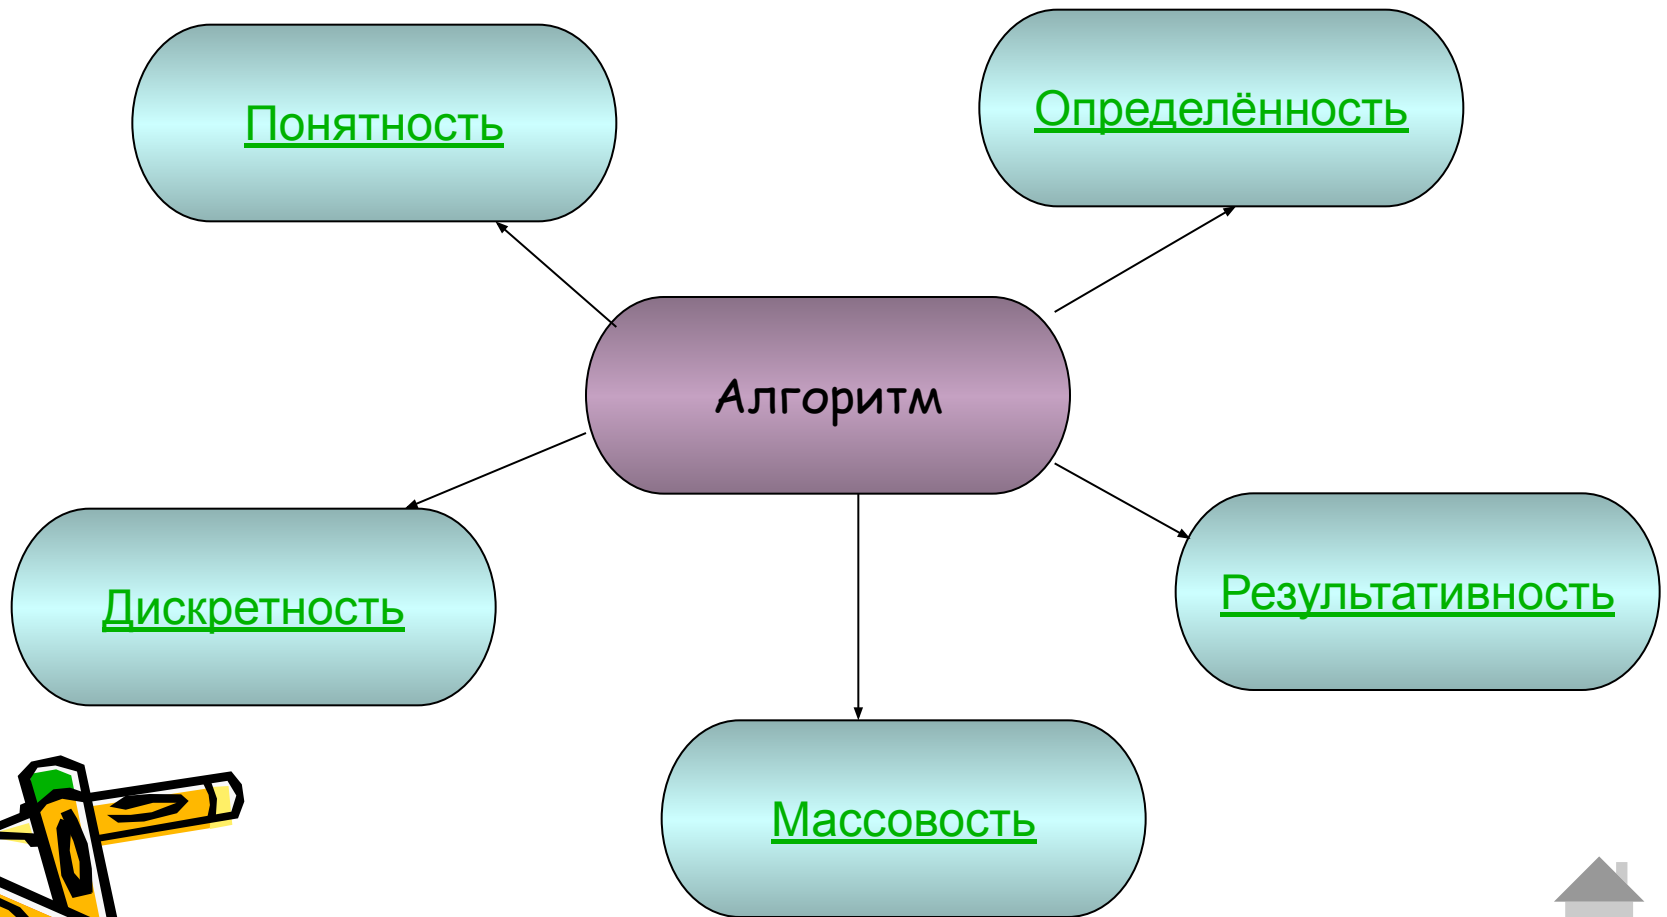 Понятность
Определённость
Алгоритм
Дискретность
Результативность
Массовость